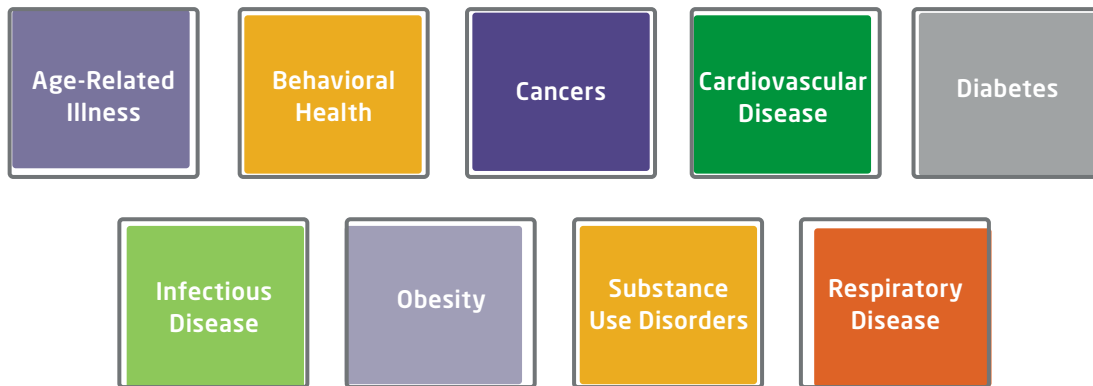 Age-Related
Illness
Behavioral
Health
Cancers
Cardiovascular
Disease
Diabetes
Infectious
Disease
Obesity
Substance
Use Disorders
Respiratory
Disease